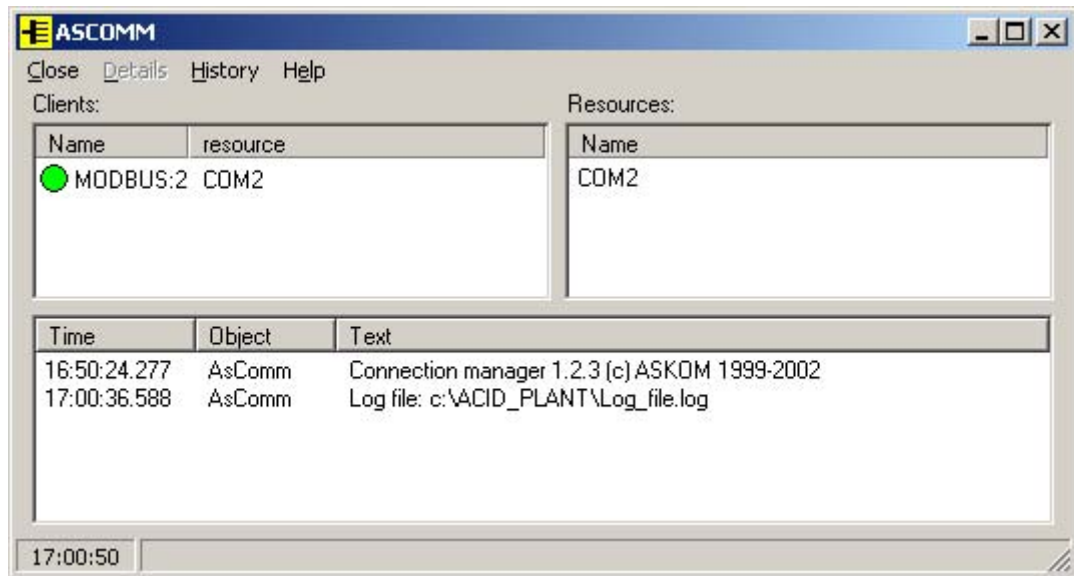 ASCOMM
Close Details History Help
Clients: Resources:
Name resource Name
MODBUS:2 COM2 COM2
Time Object Text
16:50:24.277 AsComm Connection manager 1.2.3 (c) ASKOM 1999-2002
17:00:36.588 AsComm Log file: c:\ACID_PLANT\Log_file.log
17:00:50